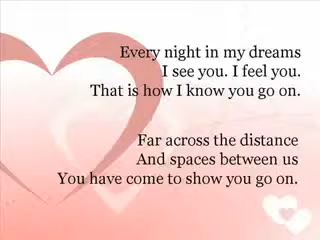 Every night in my dreams
I see you. I feel you.
That is how I know you go on.
Far across the distance
And spaces between us
You have come to show you go on.